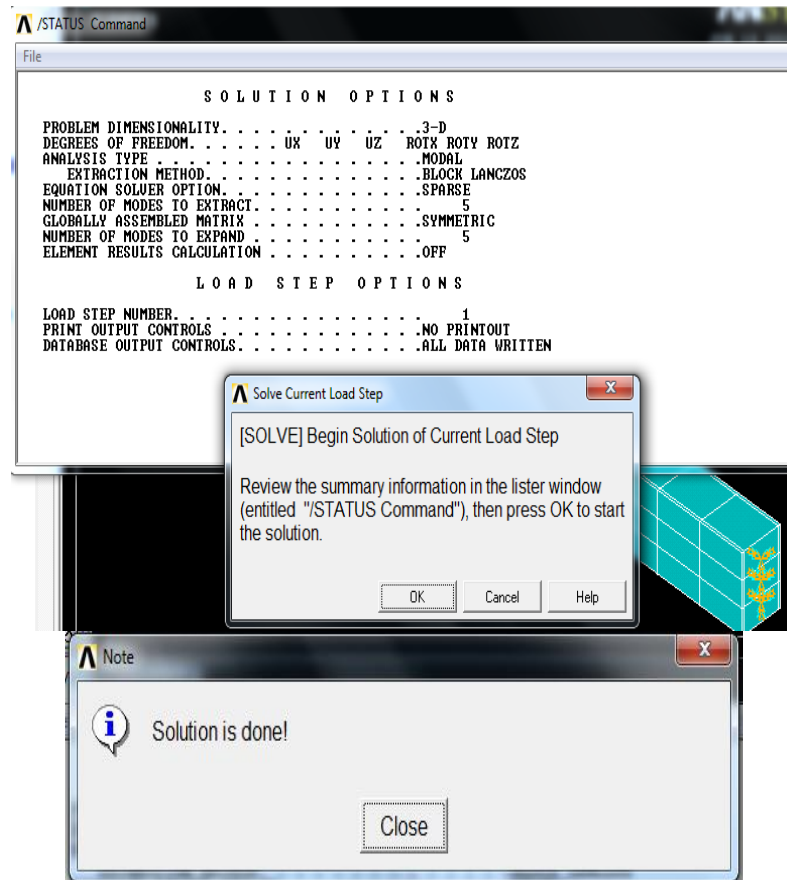 /STATUS Command
File
S O L U T I O N   O P T I O N S
PROBLEM DIMENSIONALITY. . . . . . . . . . . . .3-D
DEGREES OF FREEDOM. . . . . . UX   UY   UZ   ROTX ROTY ROTZ
ANALYSIS TYPE . . . . . . . . . . . . . . . . .MODAL
EXTRACTION METHOD. . . . . . . . . . . . . .BLOCK LANCZOS
EQUATION SOLVER OPTION. . . . . . . . . . . . .SPARSE
NUMBER OF MODES TO EXTRACT. . . . . . . . . . .    5
GLOBALLY ASSEMBLED MATRIX . . . . . . . . . . .SYMMETRIC
NUMBER OF MODES TO EXPAND . . . . . . . . . . .    5
ELEMENT RESULTS CALCULATION . . . . . . . . . .OFF
L O A D   S T E P   O P T I O N S
LOAD STEP NUMBER. . . . . . . . . . . . . . . .    1
PRINT OUTPUT CONTROLS . . . . . . . . . . . . .NO PRINTOUT
DATABASE OUTPUT CONTROLS. . . . . . . . . . . .ALL DATA WRITTEN
Solve Current Load Step
[SOLVE] Begin Solution of Current Load Step
Review the summary information in the lister window
(entitled "/STATUS Command"), then press OK to start
the solution.
OK Cancel Help
Note
Solution is done!
Close